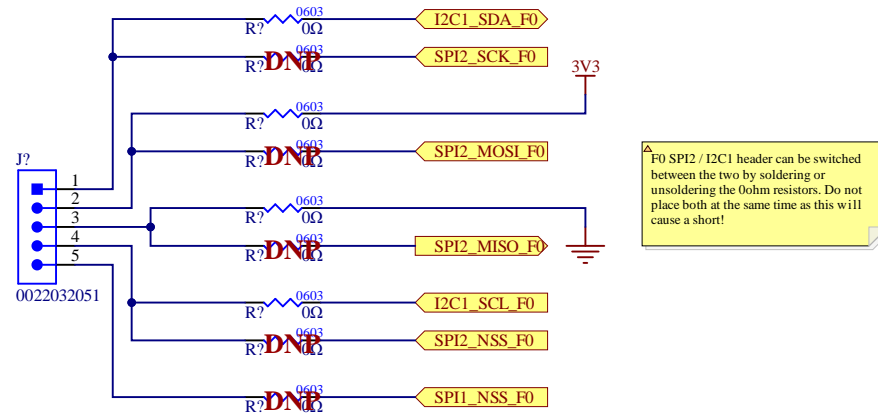 0603
R? 0Ω I2C1_SDA_F0
0603
R? DNP 0Ω SPI2_SCK_F0
3V3
0603
R? 0Ω
0603
R? DNP 0Ω SPI2_MOSI_F0
J?
1
2
3
4
5
0022032051
0603
R? 0Ω
0603
R? DNP 0Ω SPI2_MISO_F0
0603
R? 0Ω I2C1_SCL_F0
0603
R? DNP 0Ω SPI2_NSS_F0
0603
R? DNP 0Ω SPI1_NSS_F0
F0 SPI2 / I2C1 header can be switched
between the two by soldering or
unsoldering the 0ohm resistors. Do not
place both at the same time as this will
cause a short!